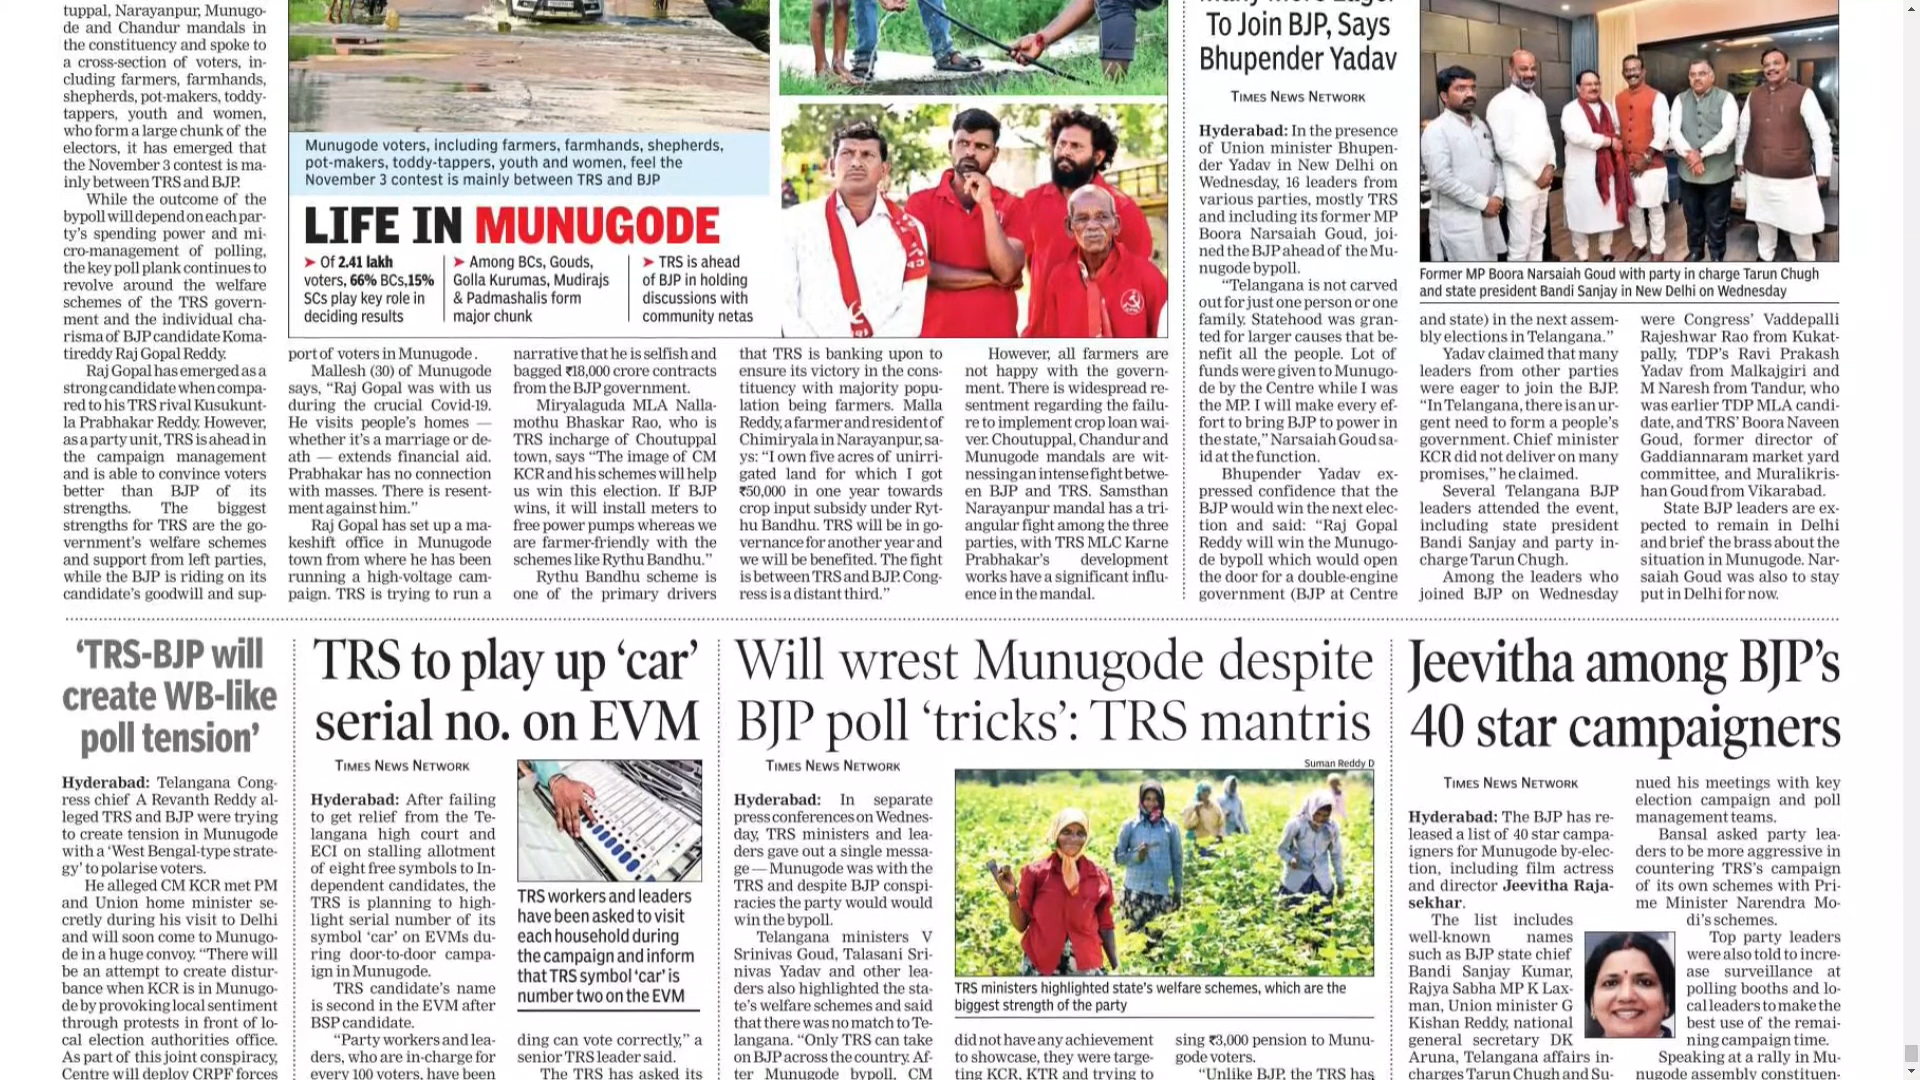 tuppal, Narayanpur, Munugo-
de and Chandur mandals in
the constituency and spoke to
a cross-section of voters, in-
cluding farmers, farmhands,
shepherds, pot-makers, toddy-
tappers, youth and women,
who form a large chunk of the
electors, it has emerged that
the November 3 contest is ma-
inly between TRS and BJP.
While the outcome of the
bypoll will depend on each par-
ty's spending power and mi-
cro-management of polling,
the key poll plank continues to
revolve around the welfare
schemes of the TRS govern-
ment and the individual cha-
risma of BJP candidate Koma-
tireddy Raj Gopal Reddy.
Raj Gopal has emerged as a
strong candidate when compa-
red to his TRS rival Kusukunt-
la Prabhakar Reddy. However,
as a party unit, TRS is ahead in
the campaign management
and is able to convince voters
better than BJP of its
strengths. The biggest
strengths for TRS are the go-
vernment's welfare schemes
and support from left parties,
while the BJP is riding on its
candidate's goodwill and sup-
Munugode voters, including farmers, farmhands, shepherds,
pot-makers, toddy-tappers, youth and women, feel the
November 3 contest is mainly between TRS and BJP
LIFE IN MUNUGODE
➤ Of 2.41 lakh
voters, 66% BCs,15%
SCs play key role in
deciding results
➤ Among BCs, Gouds,
Golla Kurumas, Mudirajs
& Padmashalis form
major chunk
➤ TRS is ahead
of BJP in holding
discussions with
community netas
port of voters in Munugode .
Mallesh (30) of Munugode
says, “Raj Gopal was with us
during the crucial Covid-19.
He visits people's homes —
whether it's a marriage or de-
ath — extends financial aid.
Prabhakar has no connection
with masses. There is resent-
ment against him.”
Raj Gopal has set up a ma-
keshift office in Munugode
town from where he has been
running a high-voltage cam-
paign. TRS is trying to run a
narrative that he is selfish and
bagged ₹18,000 crore contracts
from the BJP government.
Miryalaguda MLA Nalla-
mothu Bhaskar Rao, who is
TRS incharge of Choutuppal
town, says “The image of CM
KCR and his schemes will help
us win this election. If BJP
wins, it will install meters to
free power pumps whereas we
are farmer-friendly with the
schemes like Rythu Bandhu.”
Rythu Bandhu scheme is
one of the primary drivers
that TRS is banking upon to
ensure its victory in the cons-
tituency with majority popu-
lation being farmers. Malla
Reddy, a farmer and resident of
Chimiryala in Narayanpur, sa-
ys: “I own five acres of unirri-
gated land for which I got
₹50,000 in one year towards
crop input subsidy under Ryt-
hu Bandhu. TRS will be in go-
vernance for another year and
we will be benefited. The fight
is between TRS and BJP. Cong-
ress is a distant third.”
However, all farmers are
not happy with the govern-
ment. There is widespread re-
sentment regarding the failu-
re to implement crop loan wai-
ver. Choutuppal, Chandur and
Munugode mandals are wit-
nessing an intense fight betwe-
en BJP and TRS. Samsthan
Narayanpur mandal has a tri-
angular fight among the three
parties, with TRS MLC Karne
Prabhakar's development
works have a significant influ-
ence in the mandal.
Many More Eager
To Join BJP, Says
Bhupender Yadav
TIMES NEWS NETWORK
Hyderabad: In the presence
of Union minister Bhupen-
der Yadav in New Delhi on
Wednesday, 16 leaders from
various parties, mostly TRS
and including its former MP
Boora Narsaiah Goud, joi-
ned the BJP ahead of the Mu-
nugode bypoll.
“Telangana is not carved
out for just one person or one
family. Statehood was gran-
ted for larger causes that be-
nefit all the people. Lot of
funds were given to Munugo-
de by the Centre while I was
the MP. I will make every ef-
fort to bring BJP to power in
the state,” Narsaiah Goud sa-
id at the function.
Bhupender Yadav ex-
pressed confidence that the
BJP would win the next elec-
tion and said: “Raj Gopal
Reddy will win the Munugo-
de bypoll which would open
the door for a double-engine
government (BJP at Centre
Former MP Boora Narsaiah Goud with party in charge Tarun Chugh
and state president Bandi Sanjay in New Delhi on Wednesday
and state) in the next assem-
bly elections in Telangana.”
Yadav claimed that many
leaders from other parties
were eager to join the BJP.
“In Telangana, there is an ur-
gent need to form a people's
government. Chief minister
KCR did not deliver on many
promises,” he claimed.
Several Telangana BJP
leaders attended the event,
including state president
Bandi Sanjay and party in-
charge Tarun Chugh.
Among the leaders who
joined BJP on Wednesday
were Congress' Vaddepalli
Rajeshwar Rao from Kukat-
pally, TDP's Ravi Prakash
Yadav from Malkajgiri and
M Naresh from Tandur, who
was earlier TDP MLA candi-
date, and TRS' Boora Naveen
Goud, former director of
Gaddiannaram market yard
committee, and Muralikris-
han Goud from Vikarabad.
State BJP leaders are ex-
pected to remain in Delhi
and brief the brass about the
situation in Munugode. Nar-
saiah Goud was also to stay
put in Delhi for now.
‘TRS-BJP will
create WB-like
poll tension’
Hyderabad: Telangana Cong-
ress chief A Revanth Reddy al-
leged TRS and BJP were trying
to create tension in Munugode
with a ‘West Bengal-type strate-
gy’ to polarise voters.
He alleged CM KCR met PM
and Union home minister se-
cretly during his visit to Delhi
and will soon come to Munugo-
de in a huge convoy. “There will
be an attempt to create distur-
bance when KCR is in Munugo-
de by provoking local sentiment
through protests in front of lo-
cal election authorities office.
As part of this joint conspiracy,
Centre will deploy CRPF forces
TRS to play up ‘car’
serial no. on EVM
TIMES NEWS NETWORK
Hyderabad: After failing
to get relief from the Te-
langana high court and
ECI on stalling allotment
of eight free symbols to In-
dependent candidates, the
TRS is planning to high-
light serial number of its
symbol ‘car’ on EVMs du-
ring door-to-door campa-
ign in Munugode.
TRS candidate's name
is second in the EVM after
BSP candidate.
“Party workers and lea-
ders, who are in-charge for
every 100 voters, have been
TRS workers and leaders
have been asked to visit
each household during
the campaign and inform
that TRS symbol ‘car’ is
number two on the EVM
ding can vote correctly,” a
senior TRS leader said.
The TRS has asked its
Will wrest Munugode despite
BJP poll ‘tricks’: TRS mantris
TIMES NEWS NETWORK
Hyderabad: In separate
press conferences on Wednes-
day, TRS ministers and lea-
ders gave out a single messa-
ge — Munugode was with the
TRS and despite BJP conspi-
racies the party would would
win the bypoll.
Telangana ministers V
Srinivas Goud, Talasani Sri-
nivas Yadav and other lea-
ders also highlighted the sta-
te's welfare schemes and said
that there was no match to Te-
langana. “Only TRS can take
on BJP across the country. Af-
ter Munugode bypoll, CM
Suman Reddy D
TRS ministers highlighted state's welfare schemes, which are the
biggest strength of the party
did not have any achievement
to showcase, they were targe-
ting KCR, KTR and trying to
sing ₹3,000 pension to Munu-
gode voters.
“Unlike BJP, the TRS has
Jeevitha among BJP's
40 star campaigners
TIMES NEWS NETWORK
Hyderabad: The BJP has re-
leased a list of 40 star campa-
igners for Munugode by-elec-
tion, including film actress
and director Jeevitha Raja-
sekhar.
The list includes
well-known names
such as BJP state chief
Bandi Sanjay Kumar,
Rajya Sabha MP K Lax-
man, Union minister G
Kishan Reddy, national
general secretary DK
Aruna, Telangana affairs in-
charges Tarun Chugh and Su-
nued his meetings with key
election campaign and poll
management teams.
Bansal asked party lea-
ders to be more aggressive in
countering TRS's campaign
of its own schemes with Pri-
me Minister Narendra Mo-
di's schemes.
Top party leaders
were also told to incre-
ase surveillance at
polling booths and lo-
cal leaders to make the
best use of the remai-
ning campaign time.
Speaking at a rally in Mu-
nugode assembly constituen-